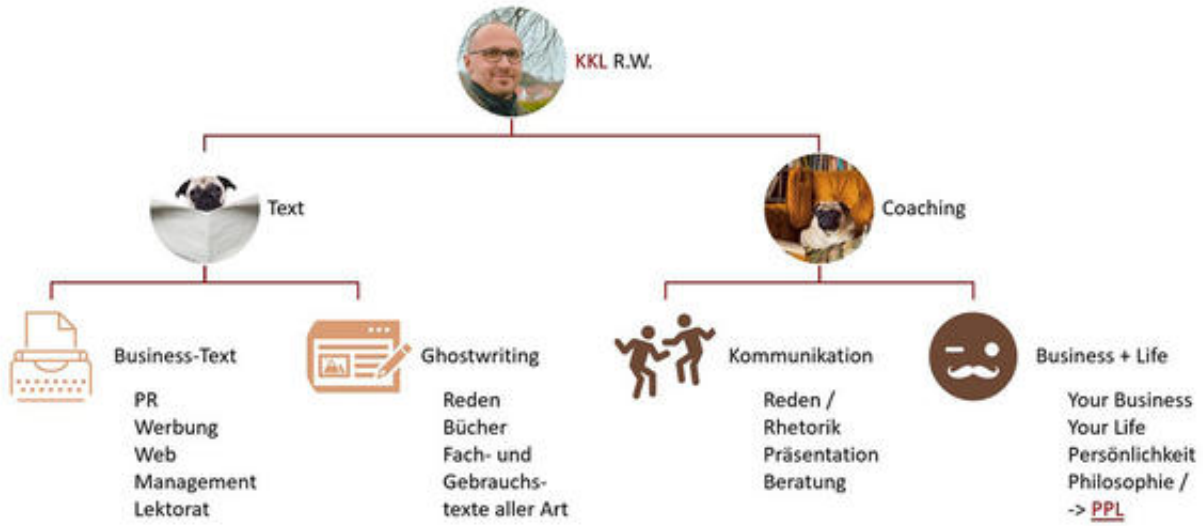 KKL R.W.
Text
Coaching
Business-Text
PR
Werbung
Web
Management
Lektorat
Ghostwriting
Reden
Bücher
Fach- und
Gebrauchs-
texte aller Art
Kommunikation
Reden /
Rhetorik
Präsentation
Beratung
Business + Life
Your Business
Your Life
Persönlichkeit
Philosophie /
-> PPL